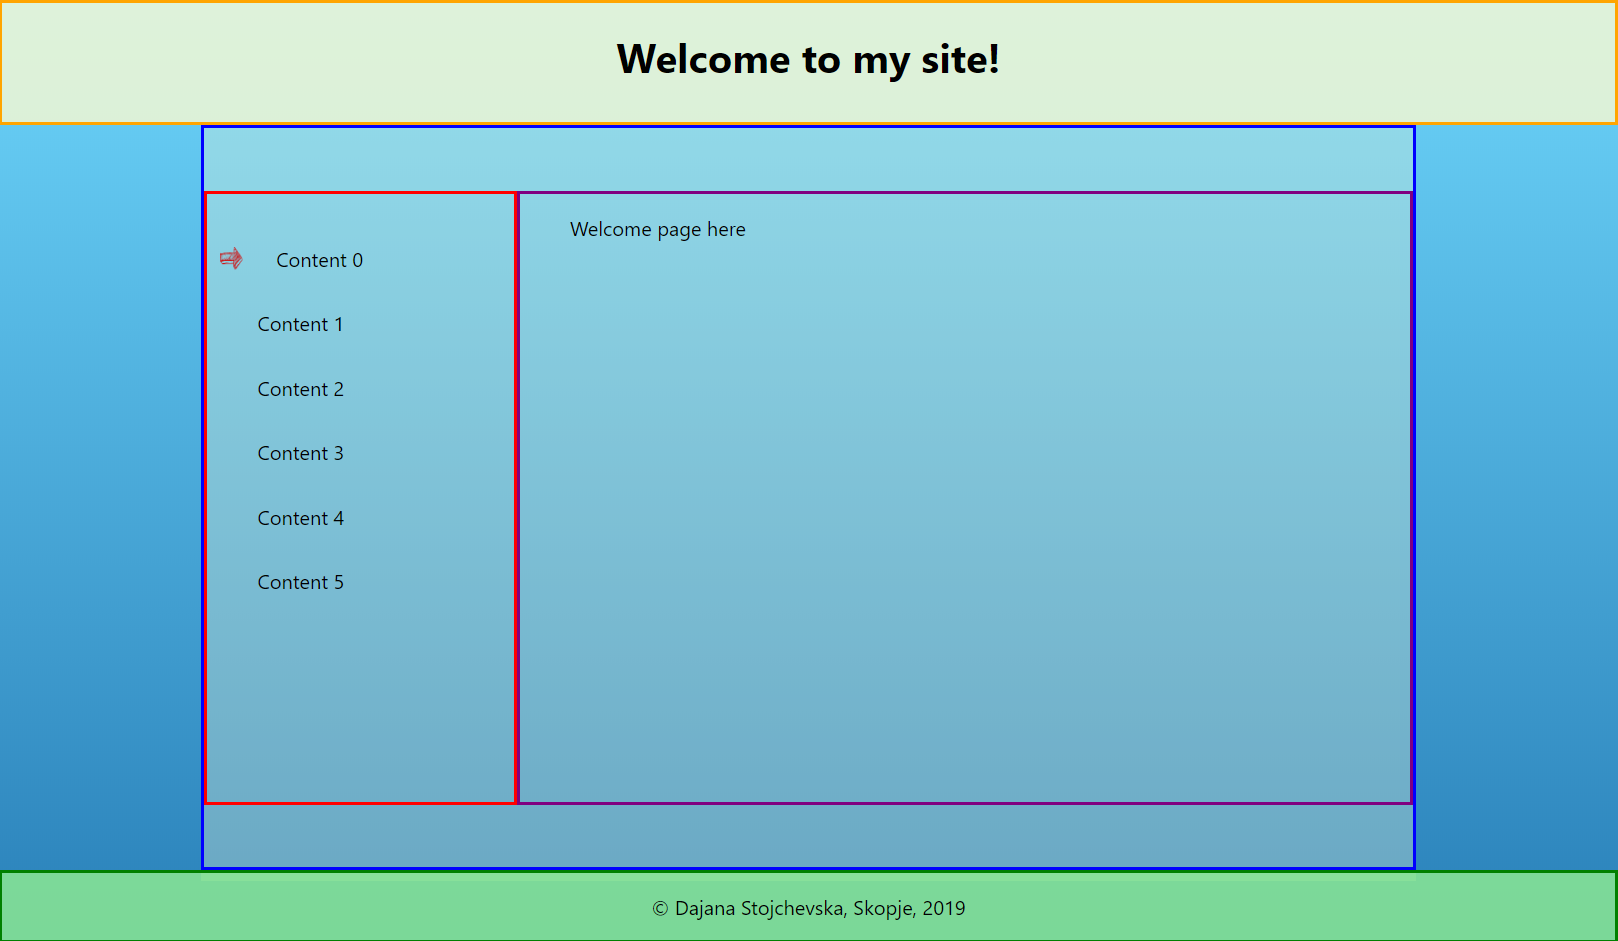 Welcome to my site!
Welcome page here
Content 0
Content 1
Content 2
Content 3
Content 4
Content 5
© Dajana Stojchevska, Skopje, 2019